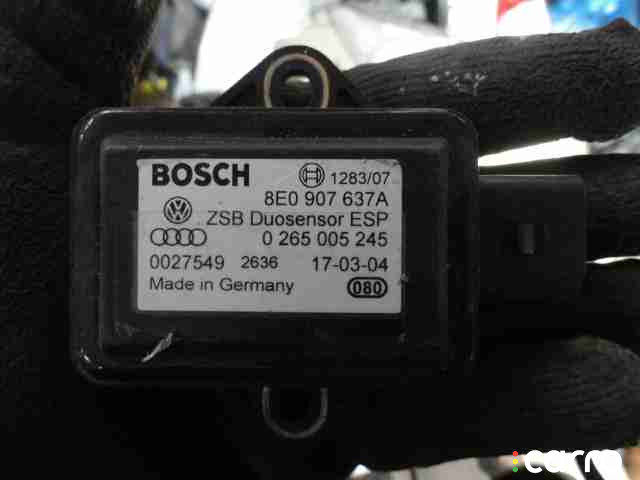 BOSCH 1283/07
8E0 907 637A
ZSB Duosensor ESP
0 265 005 245
0027549 2636 17-03-04
Made in Germany 080